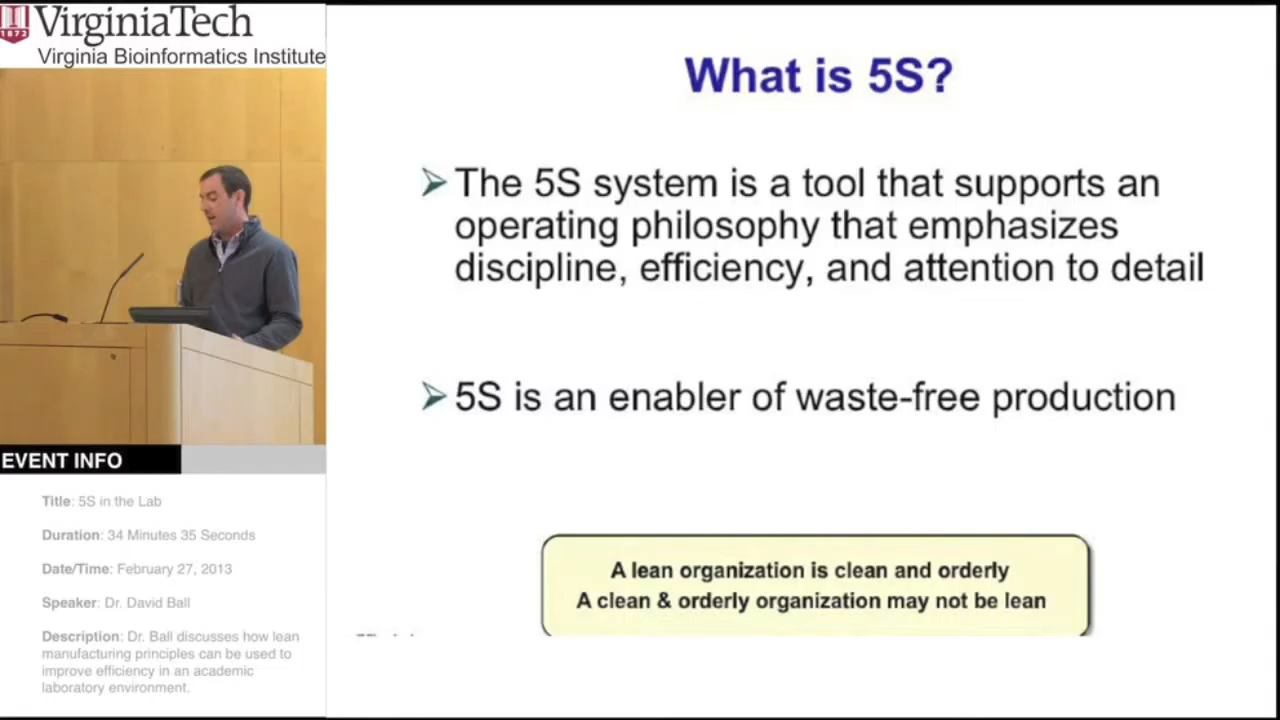 VirginiaTech
1872
Virginia Bioinformatics Institute
What is 5S?
The 5S system is a tool that supports an
operating philosophy that emphasizes
discipline, efficiency, and attention to detail
5S is an enabler of waste-free production
A lean organization is clean and orderly
A clean & orderly organization may not be lean
EVENT INFO
Title: 5S in the Lab
Duration: 34 Minutes 35 Seconds
Date/Time: February 27, 2013
Speaker: Dr. David Ball
Description: Dr. Ball discusses how lean
manufacturing principles can be used to
improve efficiency in an academic
laboratory environment.